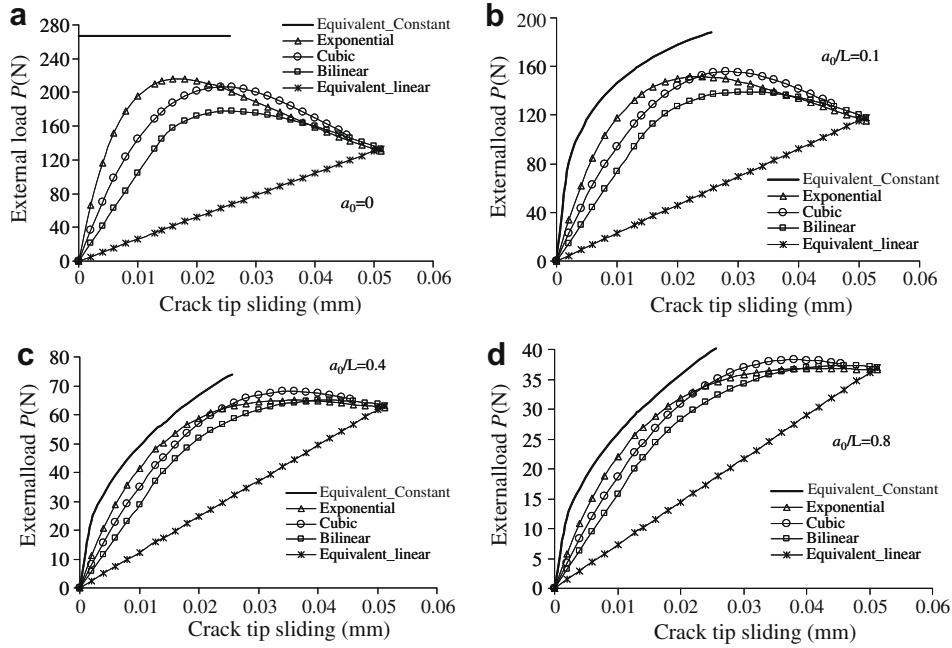 a
External load P(N)
280
240
200
160
120
80
40
0
Equivalent_Constant
Exponential
Cubic
Bilinear
Equivalent_linear
a0=0
0 0.01 0.02 0.03 0.04 0.05 0.06
Crack tip sliding (mm)
b
Externalload P(N)
200
160
120
80
40
0
a0/L=0.1
Equivalent_Constant
Exponential
Cubic
Bilinear
Equivalent_linear
0 0.01 0.02 0.03 0.04 0.05 0.06
Crack tip sliding (mm)
c
Externalload P(N)
80
70
60
50
40
30
20
10
0
a0/L=0.4
Equivalent_Constant
Exponential
Cubic
Bilinear
Equivalent_linear
0 0.01 0.02 0.03 0.04 0.05 0.06
Crack tip sliding (mm)
d
Externalload P(N)
40
35
30
25
20
15
10
5
0
a0/L=0.8
Equivalent_Constant
Exponential
Cubic
Bilinear
Equivalent_linear
0 0.01 0.02 0.03 0.04 0.05 0.06
Crack tip sliding (mm)